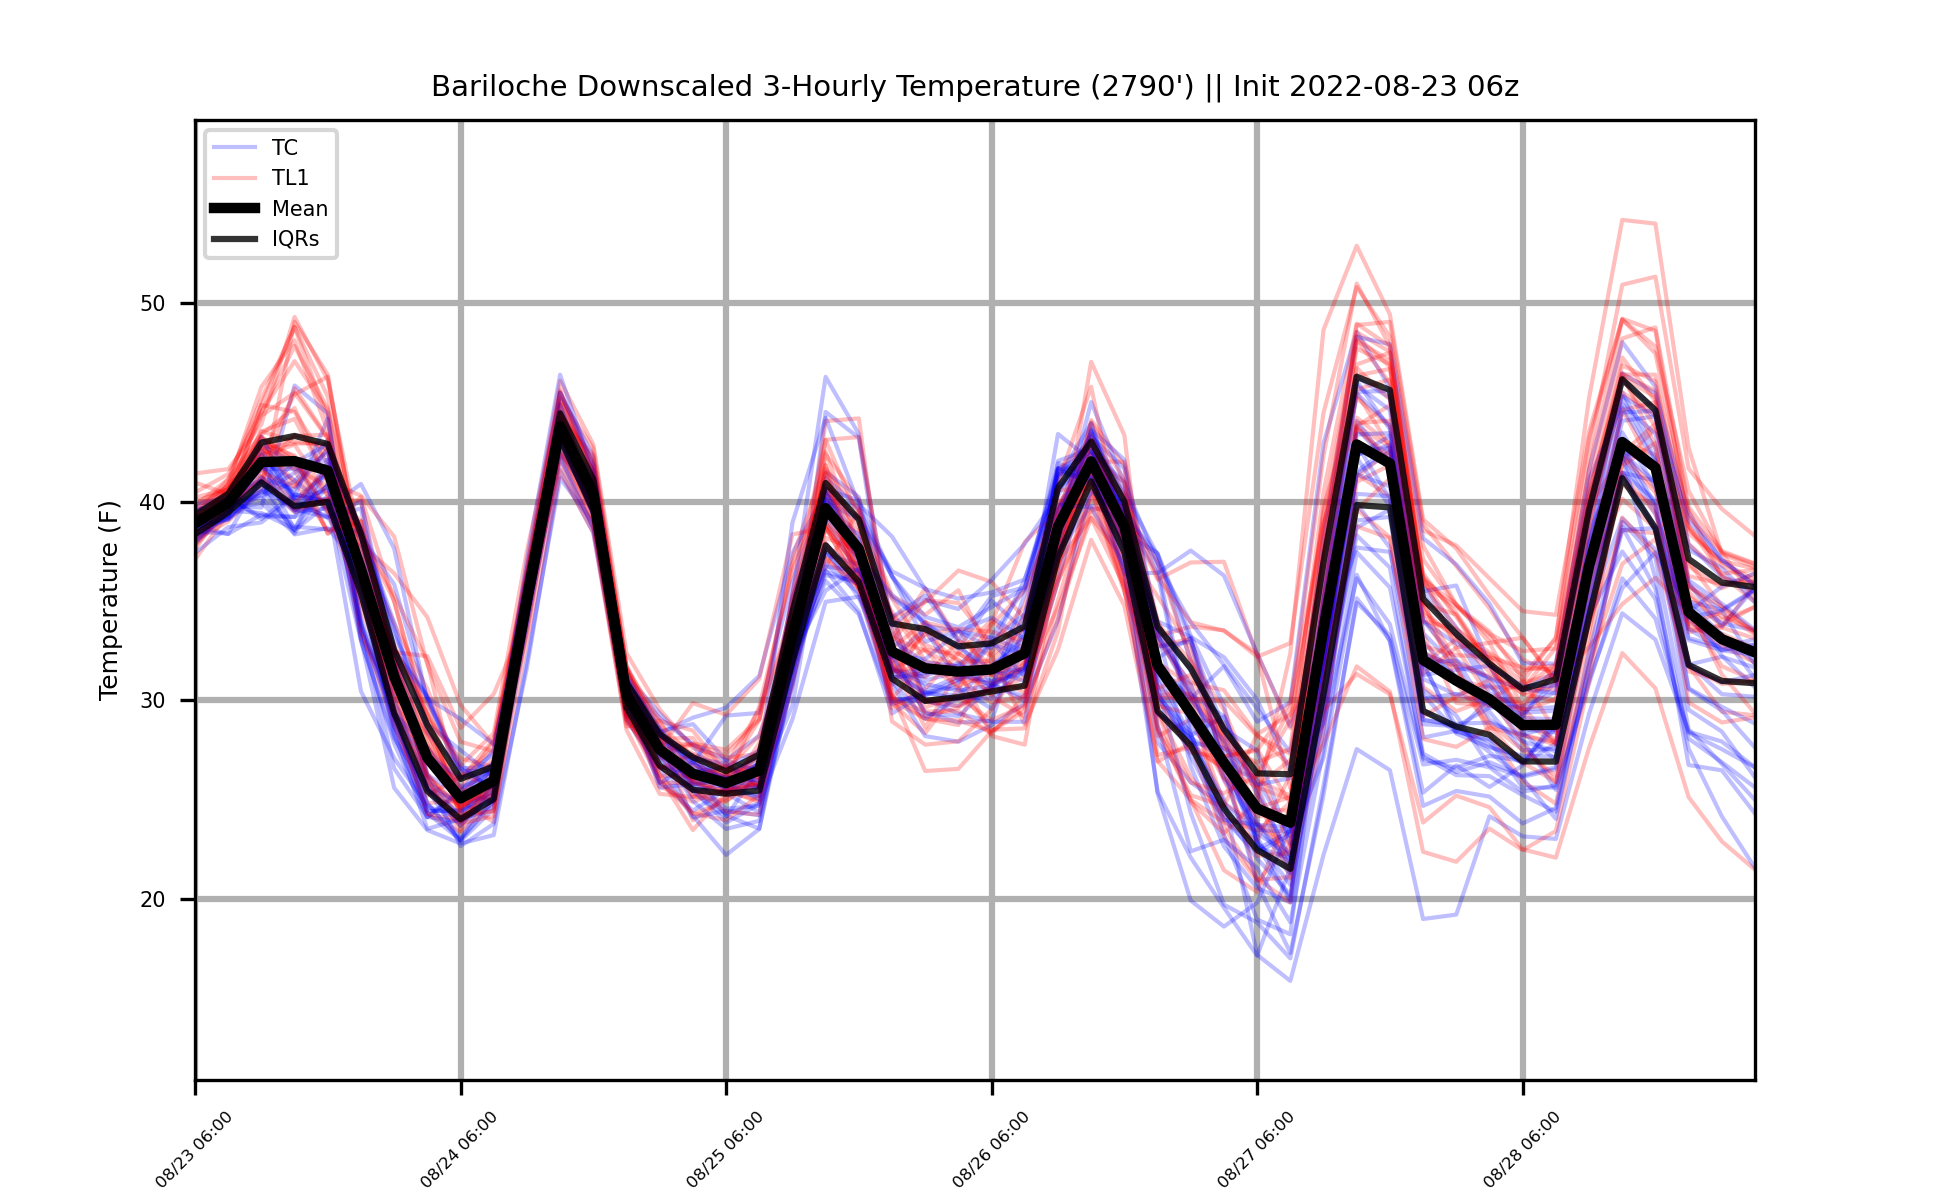 Bariloche Downscaled 3-Hourly Temperature (2790') || Init 2022-08-23 06z
TC
TL1
Mean
IQRs
Temperature (F)
50
40
30
20
08/23 06:00
08/24 06:00
08/25 06:00
08/26 06:00
08/27 06:00
08/28 06:00